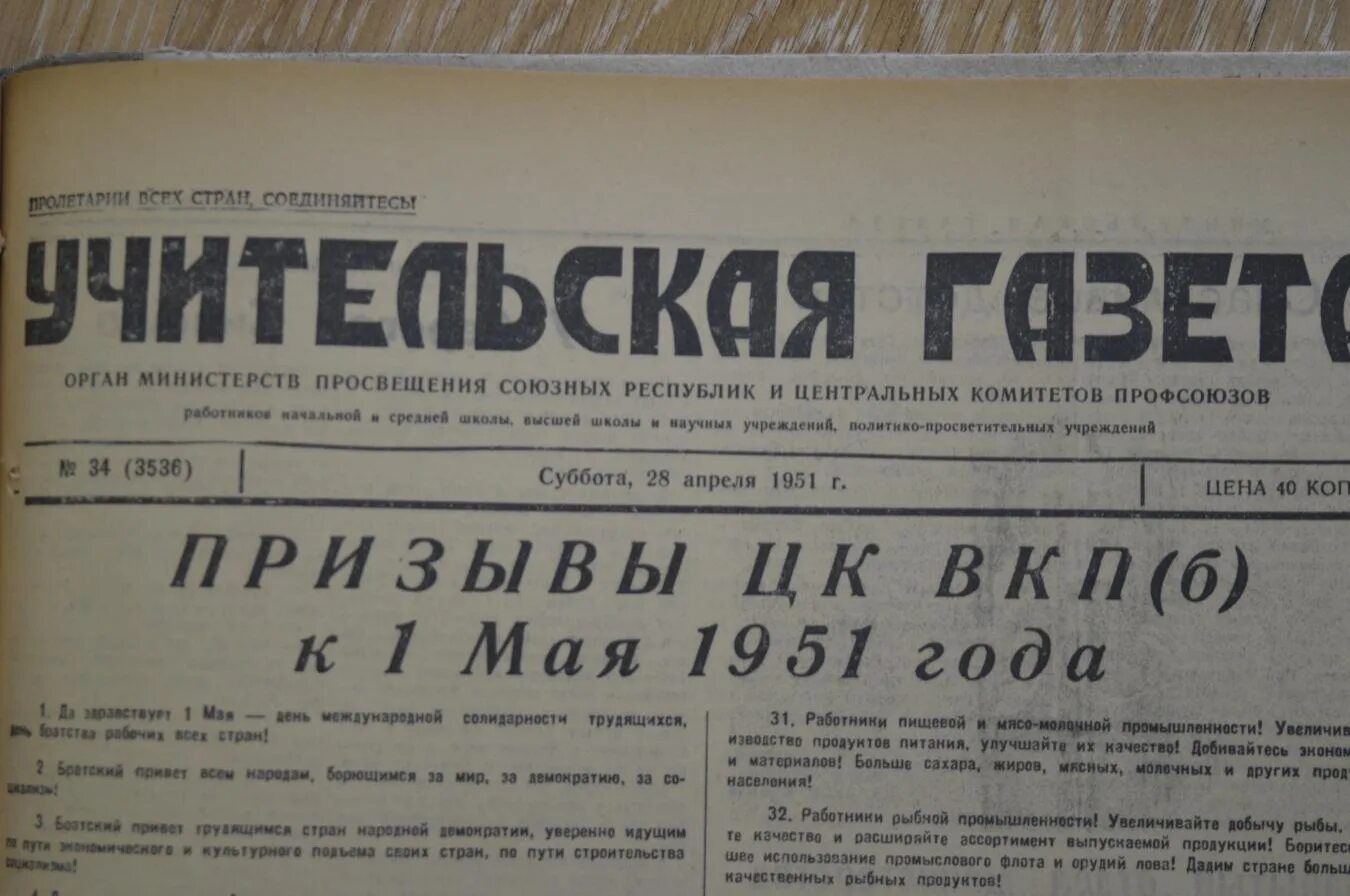 ПРОЛЕТАРИИ ВСЕХ СТРАН, СОЕДИНЯЙТЕСЬ!
УЧИТЕЛЬСКАЯ ГАЗЕТА
ОРГАН МИНИСТЕРСТВ ПРОСВЕЩЕНИЯ СОЮЗНЫХ РЕСПУБЛИК И ЦЕНТРАЛЬНЫХ КОМИТЕТОВ ПРОФСОЮЗОВ
работников начальной и средней школы, высшей школы и научных учреждений, политико-просветительных учреждений
№ 34 (3536)
Суббота, 28 апреля 1951 г.
ЦЕНА 40 КОП
ПРИЗЫВЫ ЦК ВКП(б)
к 1 Мая 1951 года
1. Да здравствует 1 Мая — день международной солидарности трудящихся,
день братства рабочих всех стран!
2. Братский привет всем народам, борющимся за мир, за демократию, за со-
циализм!
3. Братский привет трудящимся стран народной демократии, уверенно идущим
по пути экономического и культурного подъема своих стран, по пути строительства
социализма!
31. Работники пищевой и мясо-молочной промышленности! Увеличив
изводство продуктов питания, улучшайте их качество! Добивайтесь эконом
и материалов! Больше сахара, жиров, мясных, молочных и других проду
населения!
32. Работники рыбной промышленности! Увеличивайте добычу рыбы,
те качество и расширяйте ассортимент выпускаемой продукции! Боритес
шее использование промыслового флота и орудий лова! Дадим стране больш
качественных рыбных продуктов!